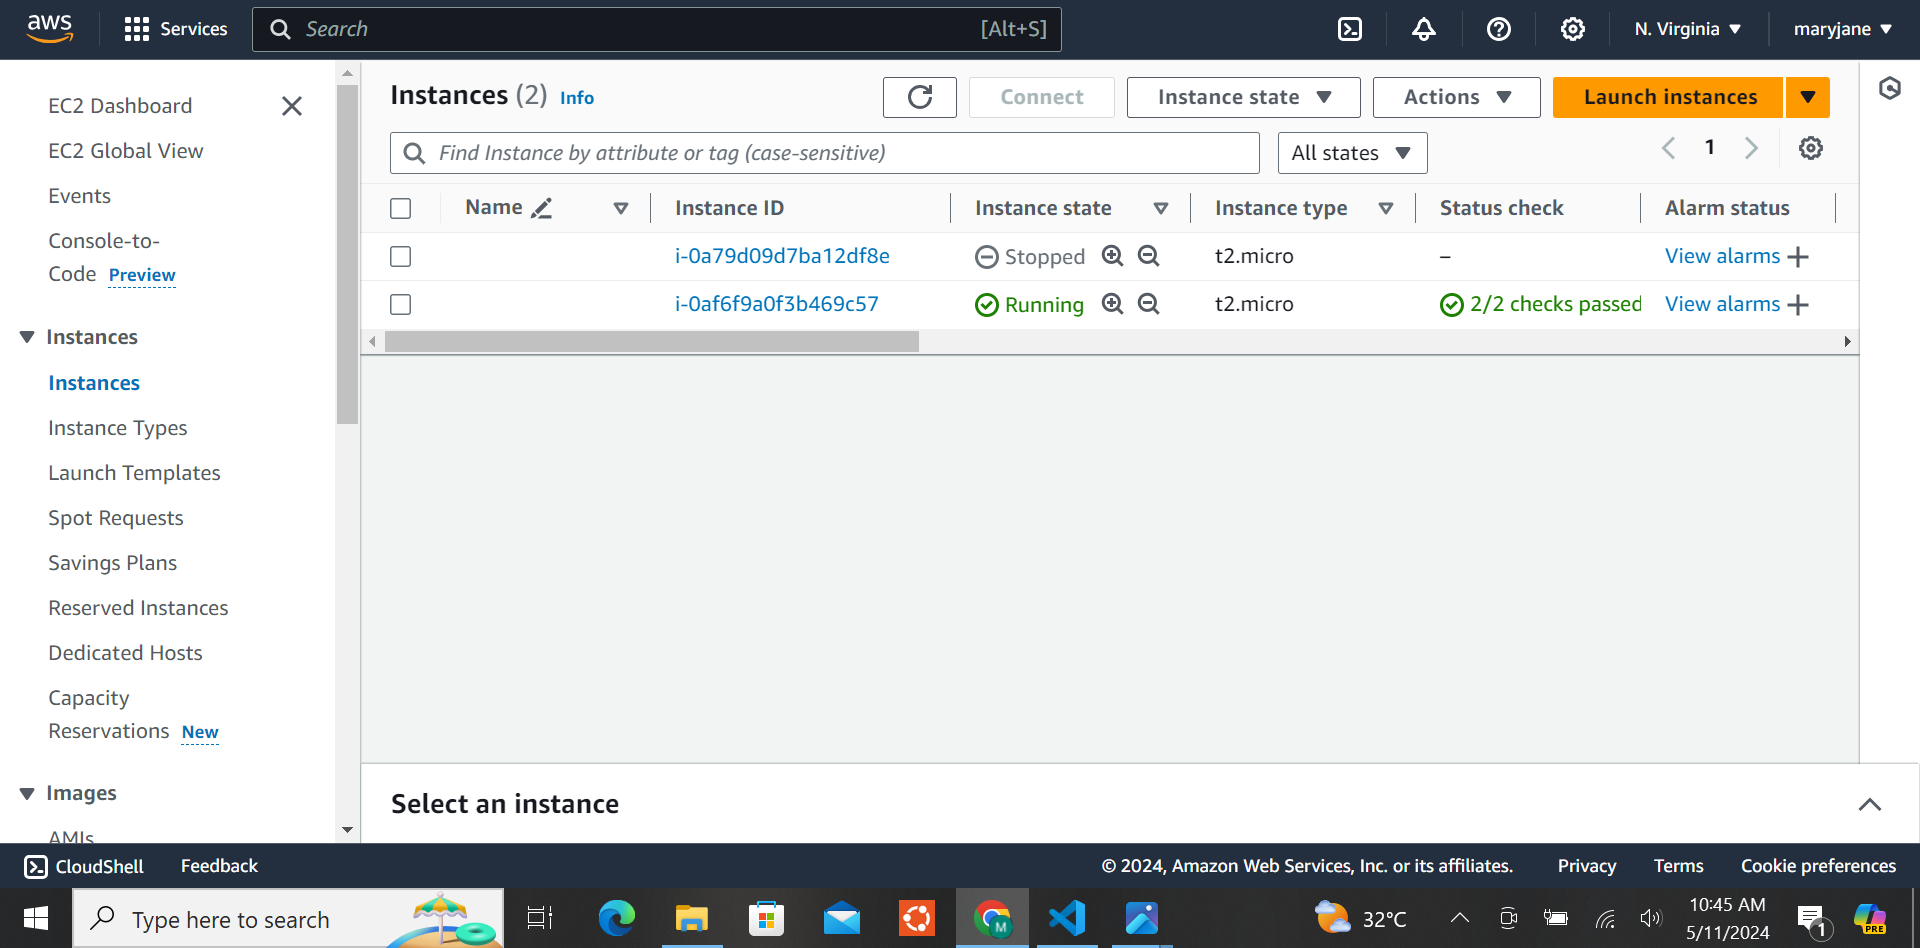 aws
Services
Search
[Alt+S]
N. Virginia
maryjane
EC2 Dashboard
EC2 Global View
Events
Console-to-
Code Preview
Instances
Instances
Instance Types
Launch Templates
Spot Requests
Savings Plans
Reserved Instances
Dedicated Hosts
Capacity
Reservations New
Images
AMIs
Instances (2) Info
Connect
Instance state
Actions
Launch instances
Find Instance by attribute or tag (case-sensitive)
All states
1
Name Instance ID Instance state Instance type Status check Alarm status
i-0a79d09d7ba12df8e Stopped t2.micro – View alarms
i-0af6f9a0f3b469c57 Running t2.micro 2/2 checks passed View alarms
Select an instance
CloudShell Feedback © 2024, Amazon Web Services, Inc. or its affiliates. Privacy Terms Cookie preferences
Type here to search
M
32°C
10:45 AM
5/11/2024
1
PRE